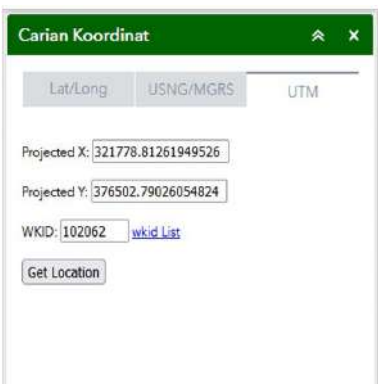 Carian Koordinat
Lat/Long USNG/MGRS UTM
Projected X: 321778.81261949526
Projected Y: 376502.79026054824
WKID: 102062 wkid List
Get Location